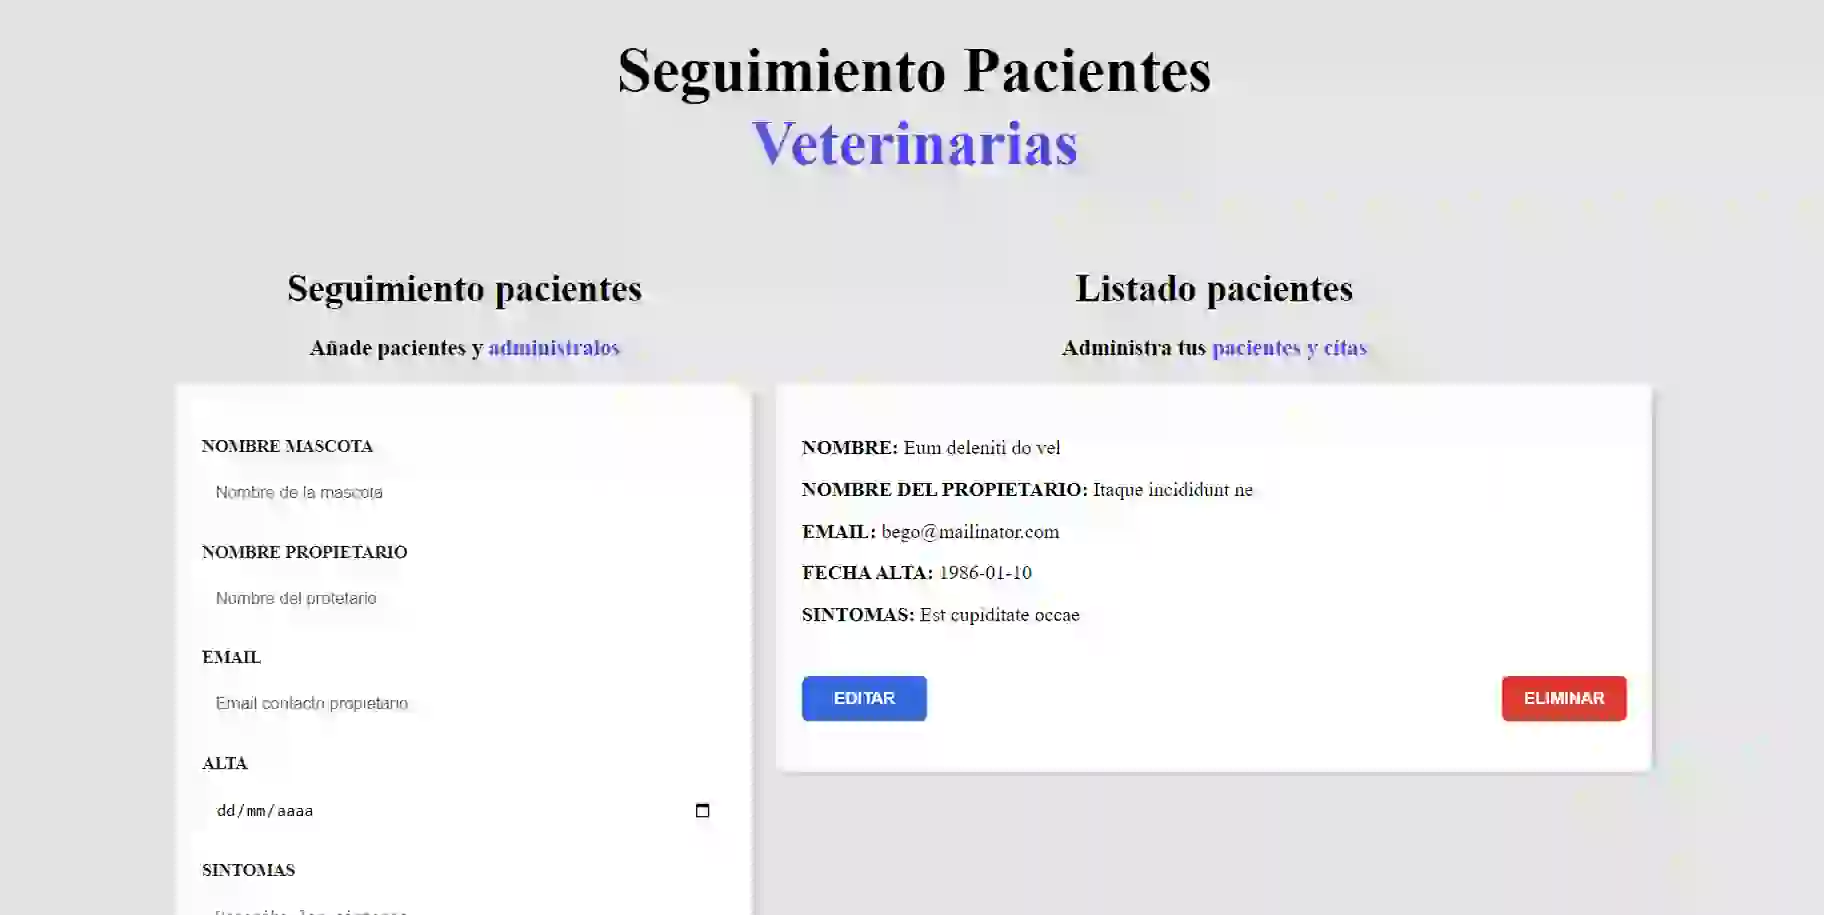 Seguimiento Pacientes
Veterinarias
Seguimiento pacientes
Añade pacientes y administralos
NOMBRE MASCOTA
Nombre de la mascota
NOMBRE PROPIETARIO
Nombre del protetario
EMAIL
Email contacto propietario
ALTA
dd/mm/aaaa
SINTOMAS
Listado pacientes
Administra tus pacientes y citas
NOMBRE: Eum deleniti do vel
NOMBRE DEL PROPIETARIO: Itaque incididunt ne
EMAIL: bego@mailinator.com
FECHA ALTA: 1986-01-10
SINTOMAS: Est cupiditate occae
EDITAR
ELIMINAR